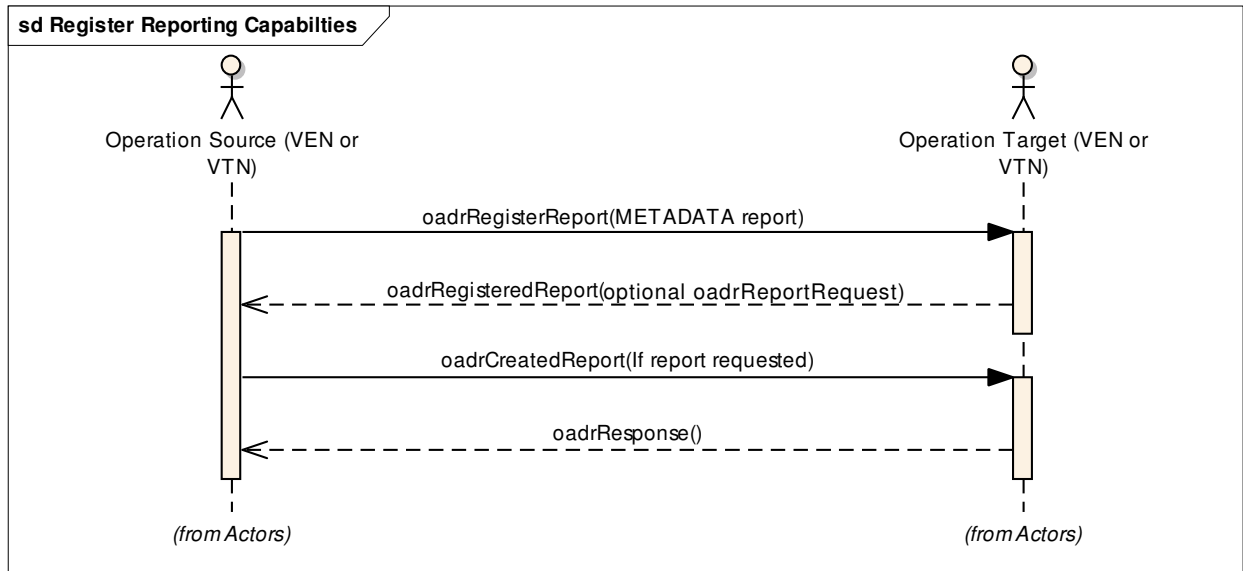 sd Register Reporting Capabilties
Operation Source (VEN or
VTN)
Operation Target (VEN or
VTN)
oadrRegisterReport(METADATA report)
oadrRegisteredReport(optional oadrReportRequest)
oadrCreatedReport(If report requested)
oadrResponse()
(from Actors)
(from Actors)